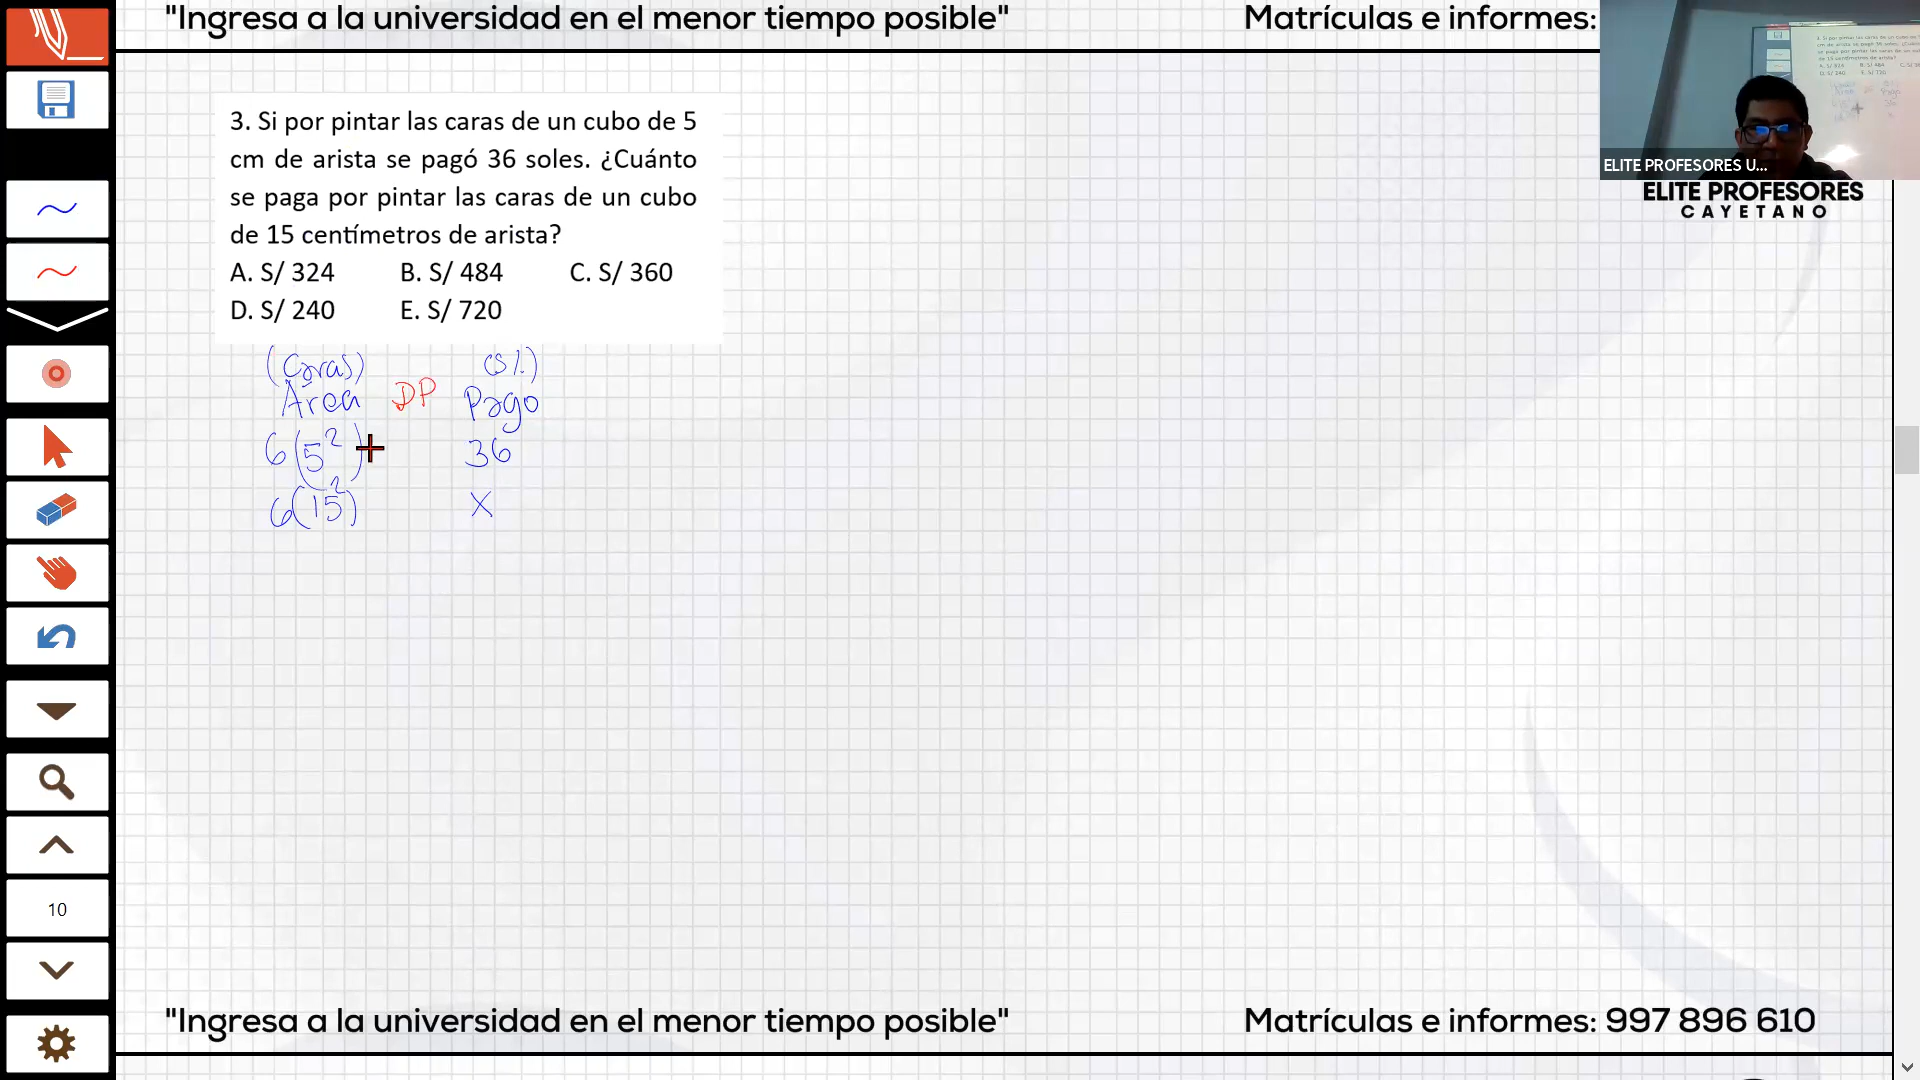 "Ingresa a la universidad en el menor tiempo posible" Matrículas e informes:
ELITE PROFESORES U...
ELITE PROFESORES
CAYETANO
3. Si por pintar las caras de un cubo de 5
cm de arista se pagó 36 soles. ¿Cuánto
se paga por pintar las caras de un cubo
de 15 centímetros de arista?
A. S/ 324 B. S/ 484 C. S/ 360
D. S/ 240 E. S/ 720
(Caras) (S/.)
Área DP Pago
6(5²) 36
6(15²) X
10
"Ingresa a la universidad en el menor tiempo posible" Matrículas e informes: 997 896 610